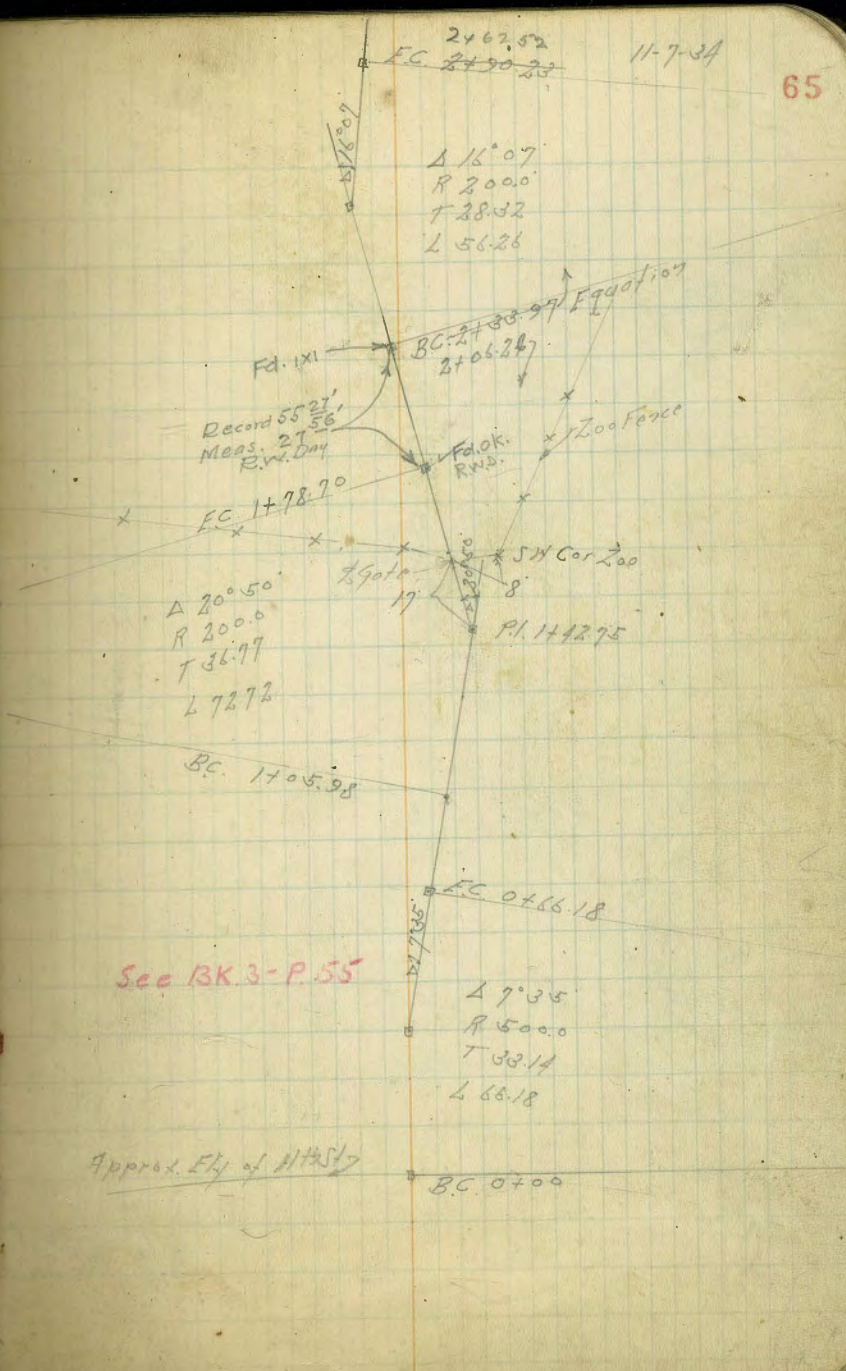 2+62.52
E.C. 2+90.23
11-7-34
65
Δ 16°07'
Δ 16°07'
R 200.0
T 28.32
L 56.26
Equation
BC. 2+33.97
2+06.26
Fd. 1x1
Record 55.27'
Meas. 27.56'
R.W. Day
Fd. OK.
R.W.D.
Zoo Fence
E.C. 1+78.70
SW Cor Zoo
Gate
8
17
Δ 20°50'
P.I. 1+42.75
Δ 20°50'
R 200.0
T 36.77
L 72.72
B.C. 1+05.98
E.C. 0+66.18
Δ 7°35'
See BK.3-P.55
Δ 7°35'
R 500.0
T 33.14
L 66.18
Approx. Ely of
B.C. 0+00